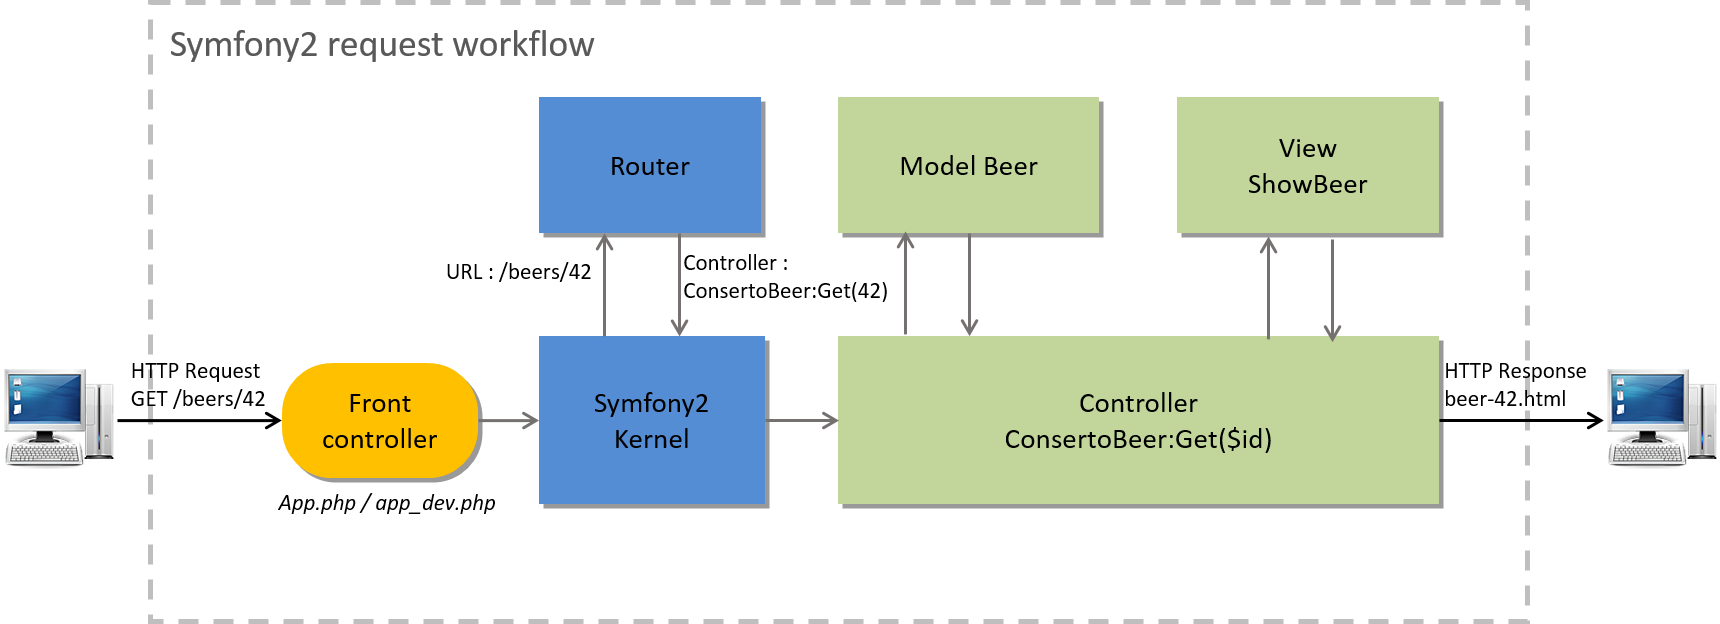 Symfony2 request workflow
Router
Model Beer
View
ShowBeer
URL : /beers/42
Controller :
ConsertoBeer:Get(42)
HTTP Request
GET /beers/42
Front
controller
Symfony2
Kernel
Controller
ConsertoBeer:Get($id)
HTTP Response
beer-42.html
App.php / app_dev.php